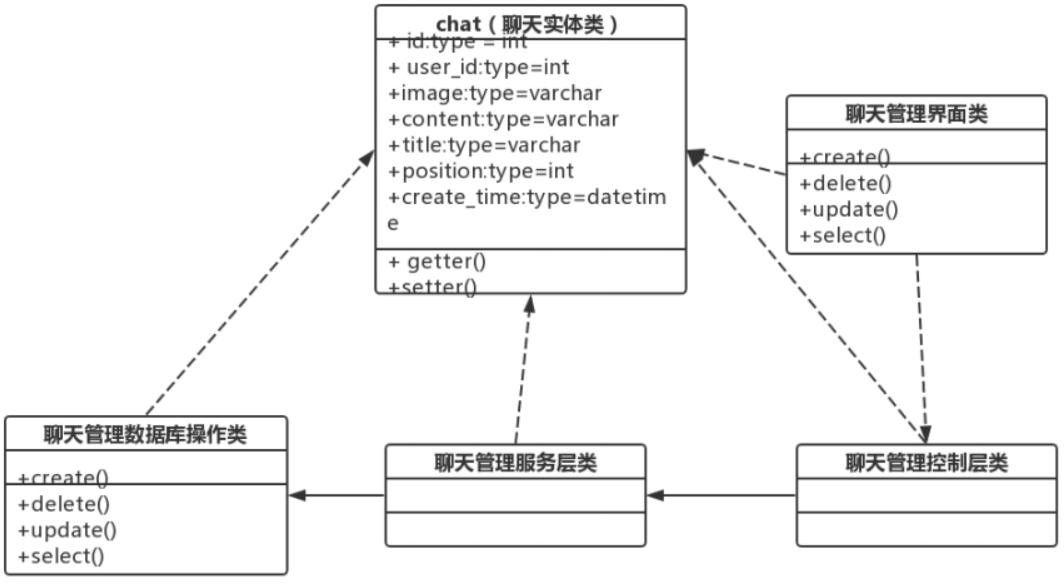 chat（聊天实体类）
+ id:type = int
+ user_id:type=int
+image:type=varchar
+content:type=varchar
+title:type=varchar
+position:type=int
+create_time:type=datetim
e
+ getter()
+setter()
聊天管理界面类
+create()
+delete()
+update()
+select()
聊天管理数据库操作类
+create()
+delete()
+update()
+select()
聊天管理服务层类
聊天管理控制层类